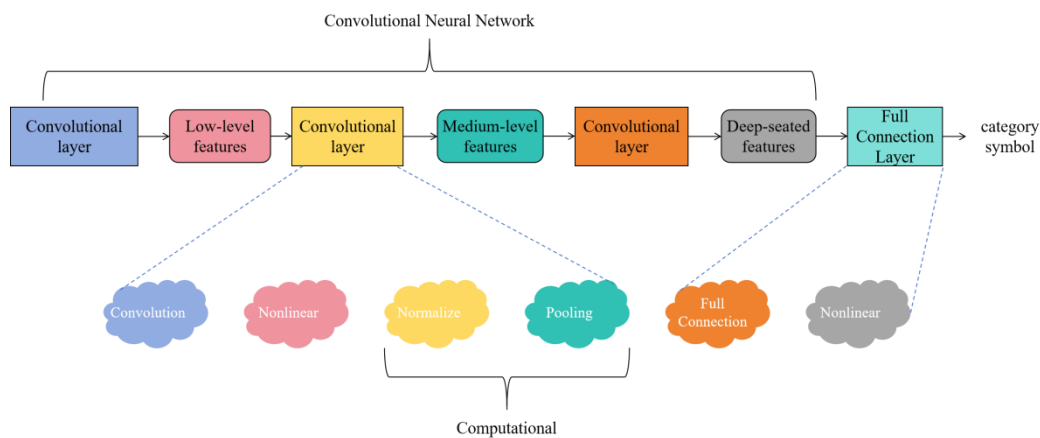 Convolutional Neural Network
Convolutional
layer
Low-level
features
Convolutional
layer
Medium-level
features
Convolutional
layer
Deep-seated
features
Full
Connection
Layer
category
symbol
Convolution
Nonlinear
Normalize
Pooling
Full
Connection
Nonlinear
Computational